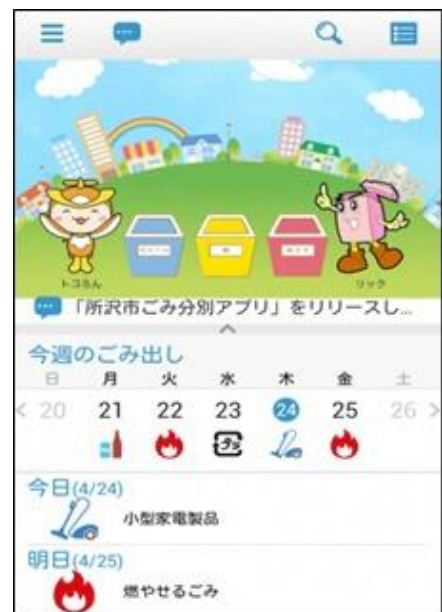 トコろん
リック
「所沢市ごみ分別アプリ」をリリースし...
今週のごみ出し
日 月 火 水 木 金 土
< 20 21 22 23 24 25 26 >
プラ
今日(4/24)
小型家電製品
明日(4/25)
燃やせるごみ